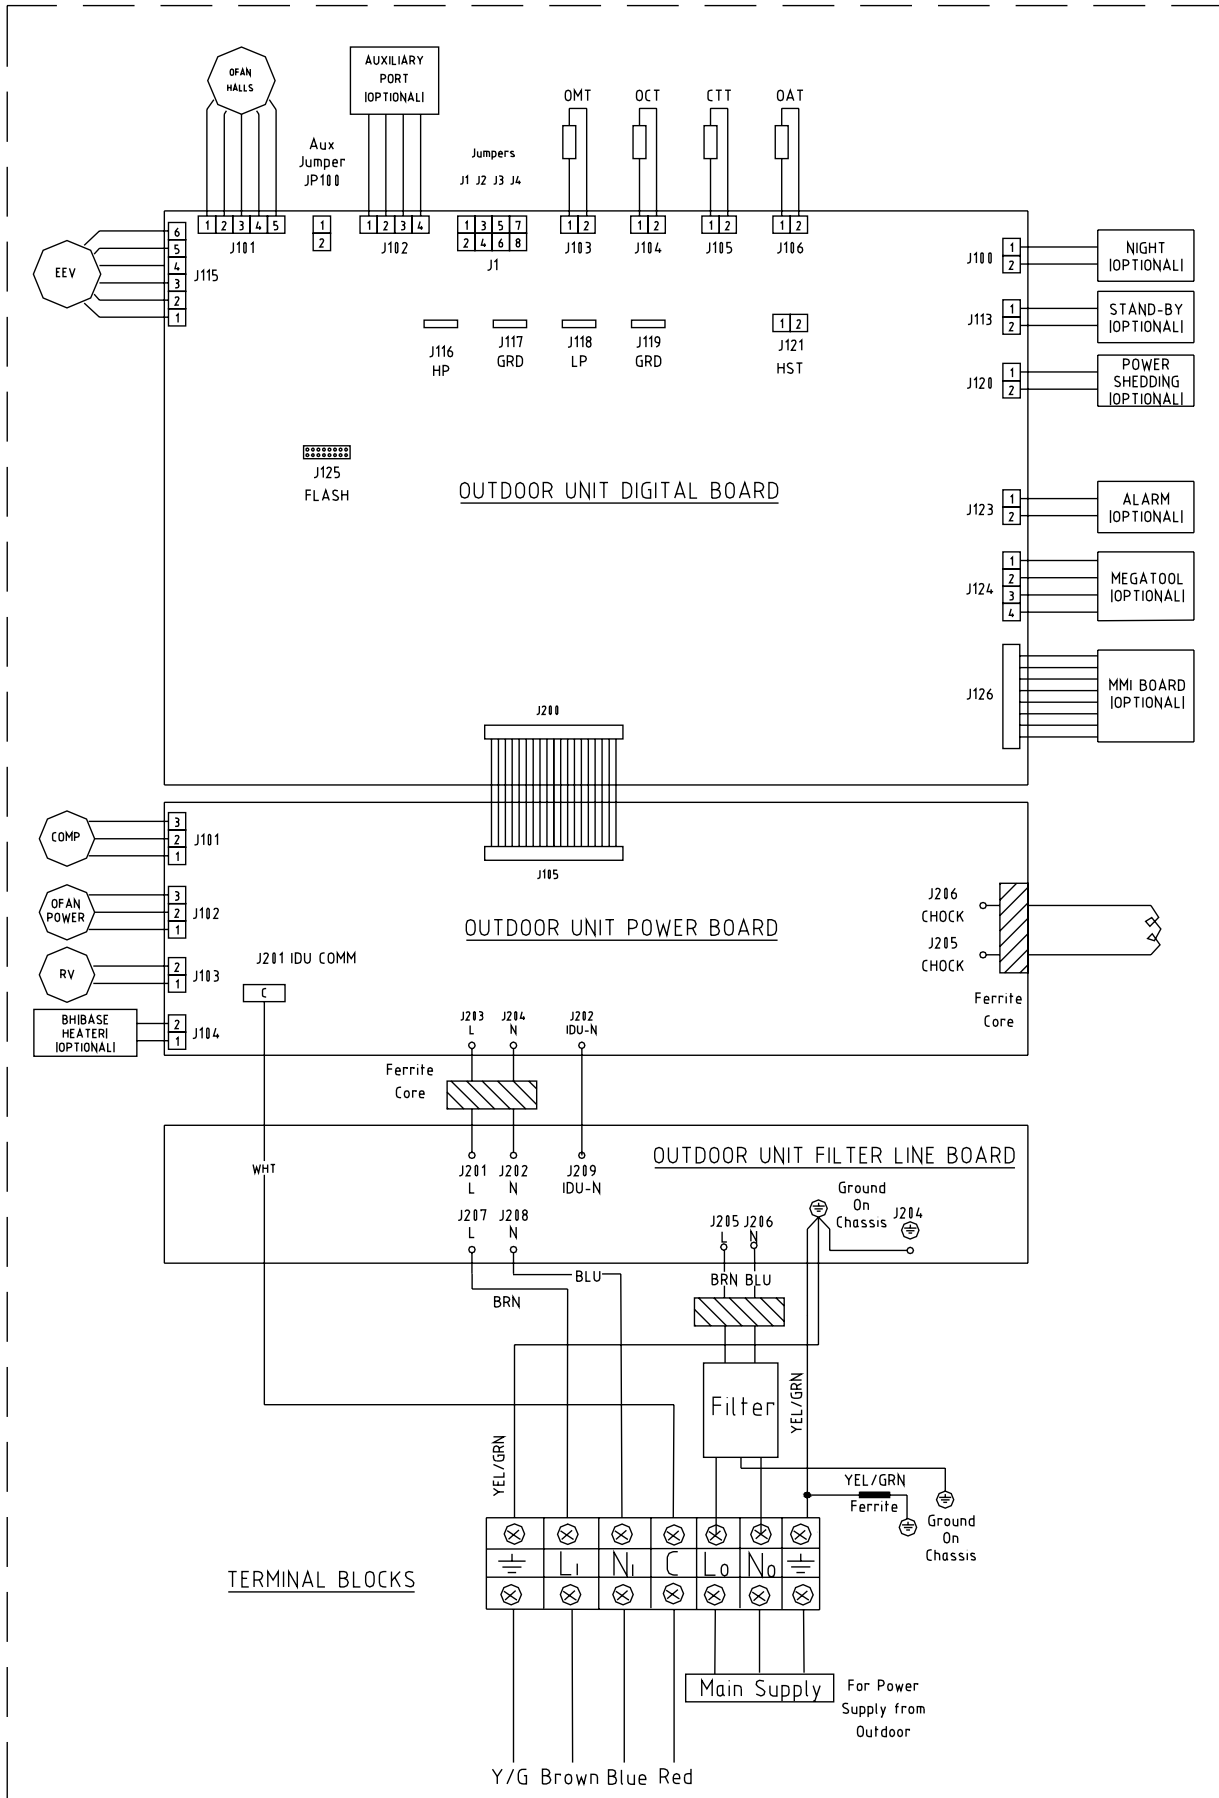 OFAN
HALLS
AUXILIARY
PORT
|OPTIONAL|
Aux
Jumper
JP100
Jumpers
J1 J2 J3 J4
OMT
OCT
CTT
OAT
1 2 3 4 5
J101
1
2
1 2 3 4
J102
1 3 5 7
2 4 6 8
J1
1 2
J103
1 2
J104
1 2
J105
1 2
J106
EEV
6
5
4
3
2
1
J115
J100
1
2
NIGHT
|OPTIONAL|
J113
1
2
STAND-BY
|OPTIONAL|
J120
1
2
POWER
SHEDDING
|OPTIONAL|
J116
HP
J117
GRD
J118
LP
J119
GRD
1 2
J121
HST
J125
FLASH
OUTDOOR UNIT DIGITAL BOARD
J123
1
2
ALARM
|OPTIONAL|
J124
1
2
3
4
MEGATOOL
|OPTIONAL|
J126
MMI BOARD
|OPTIONAL|
J200
J105
COMP
3
2
1
J101
OFAN
POWER
3
2
1
J102
RV
2
1
J103
BH|BASE
HEATER|
|OPTIONAL|
2
1
J104
OUTDOOR UNIT POWER BOARD
J206
CHOCK
J205
CHOCK
Ferrite
Core
J201 IDU COMM
C
J203
L
J204
N
J202
IDU-N
Ferrite
Core
WHT
OUTDOOR UNIT FILTER LINE BOARD
J201
L
J202
N
J209
IDU-N
J207
L
J208
N
J205
L
J206
N
Ground
On
Chassis
J204
BLU
BRN
BRN BLU
Filter
YEL/GRN
YEL/GRN
YEL/GRN
Ferrite
Ground
On
Chassis
TERMINAL BLOCKS
L1 N1 C L0 N0
Main Supply
For Power
Supply from
Outdoor
Y/G Brown Blue Red